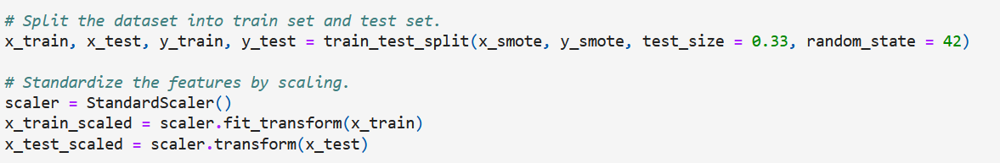 # Split the dataset into train set and test set.
x_train, x_test, y_train, y_test = train_test_split(x_smote, y_smote, test_size = 0.33, random_state = 42)
# Standardize the features by scaling.
scaler = StandardScaler()
x_train_scaled = scaler.fit_transform(x_train)
x_test_scaled = scaler.transform(x_test)